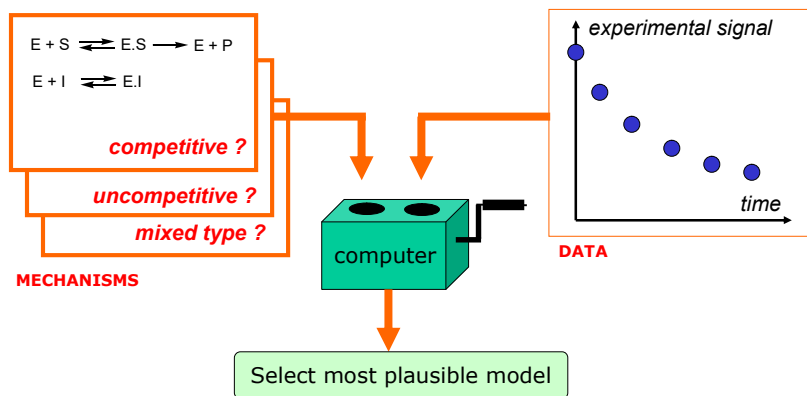 E + S ⇌ E.S → E + P
E + I ⇌ E.I
competitive ?
uncompetitive ?
mixed type ?
MECHANISMS
experimental signal
time
DATA
computer
Select most plausible model